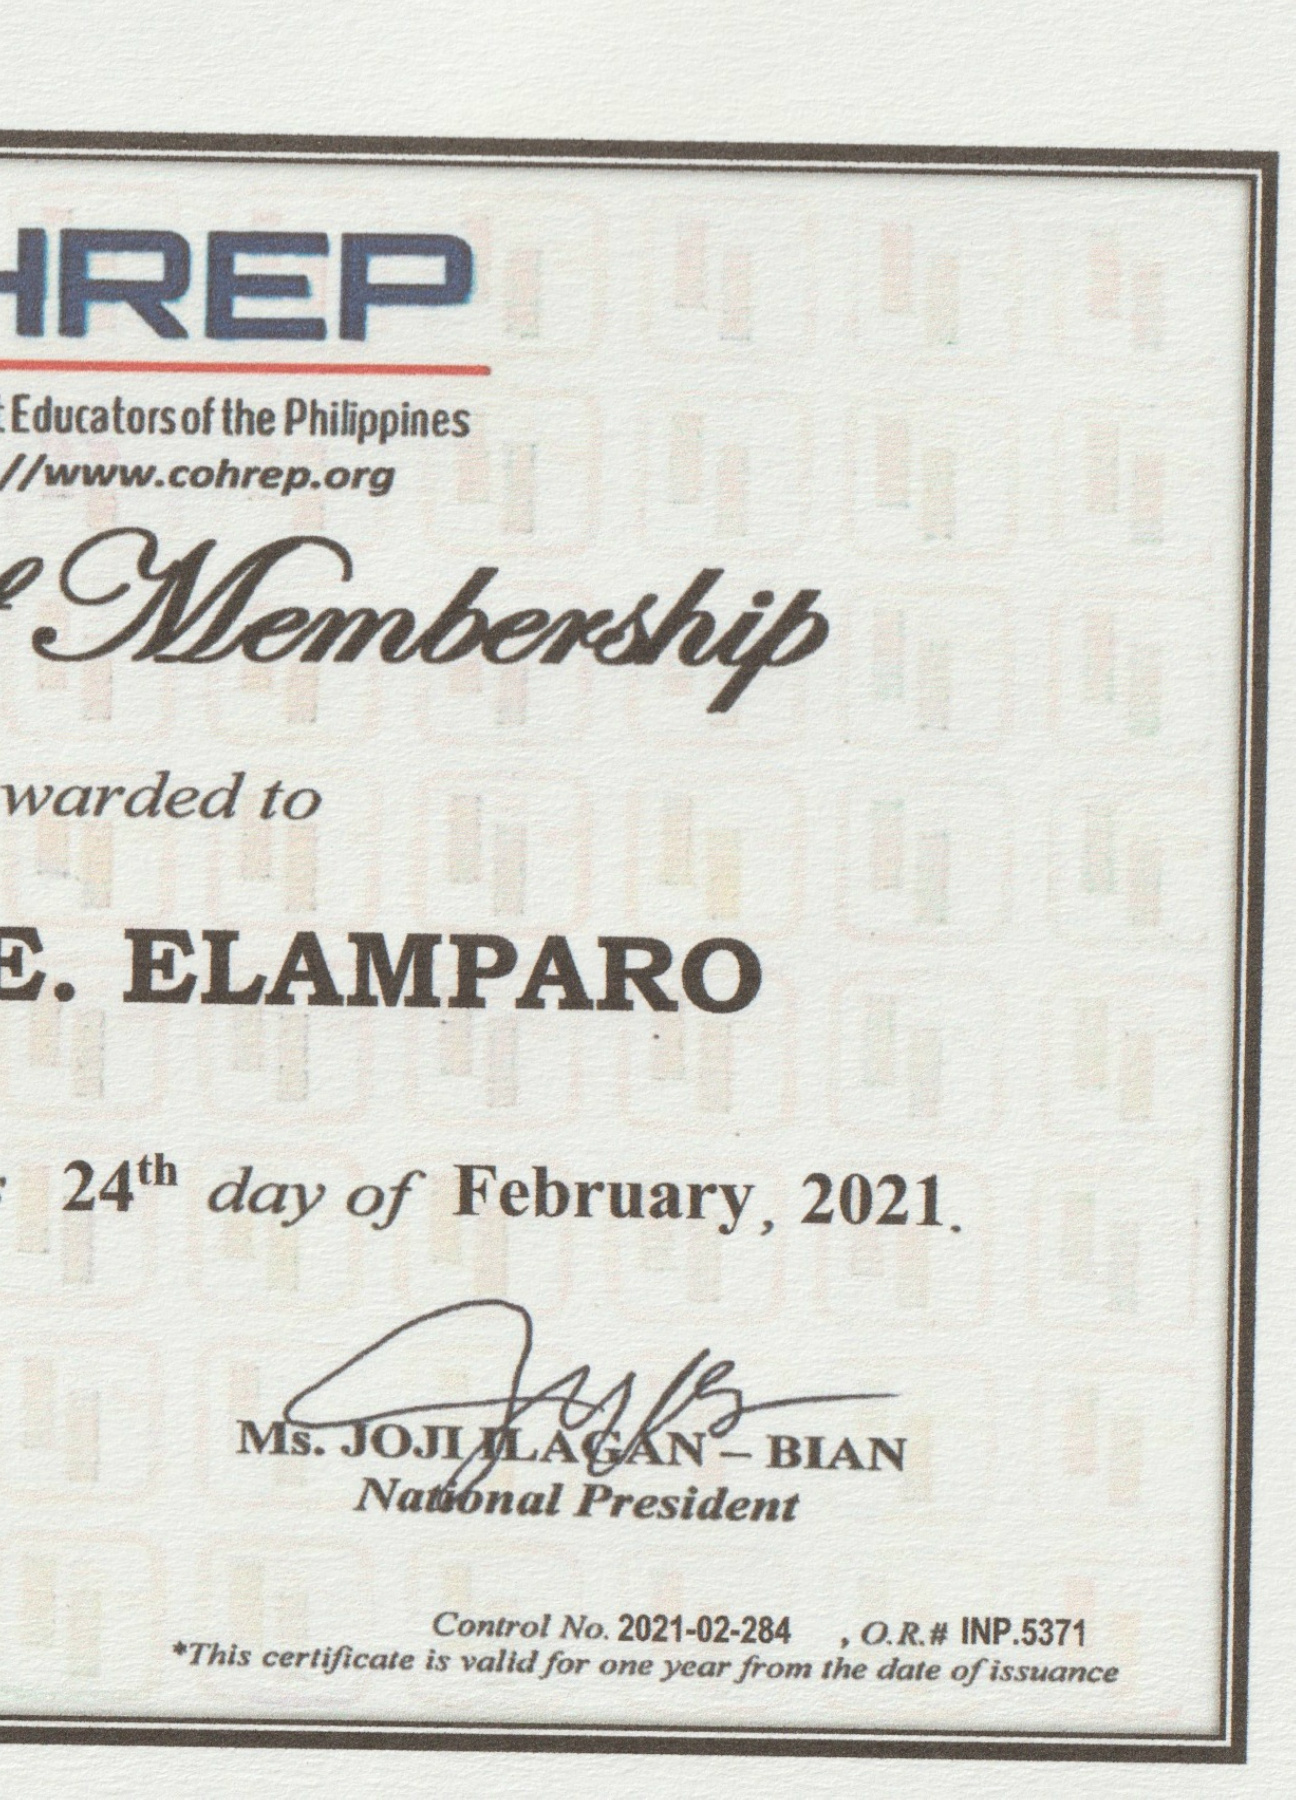 HREP
Educators of the Philippines
//www.cohrep.org
Membership
warded to
E. ELAMPARO
24th day of February, 2021.
Ms. JOJI ILAGAN – BIAN
National President
Control No. 2021-02-284 , O.R.# INP.5371
*This certificate is valid for one year from the date of issuance